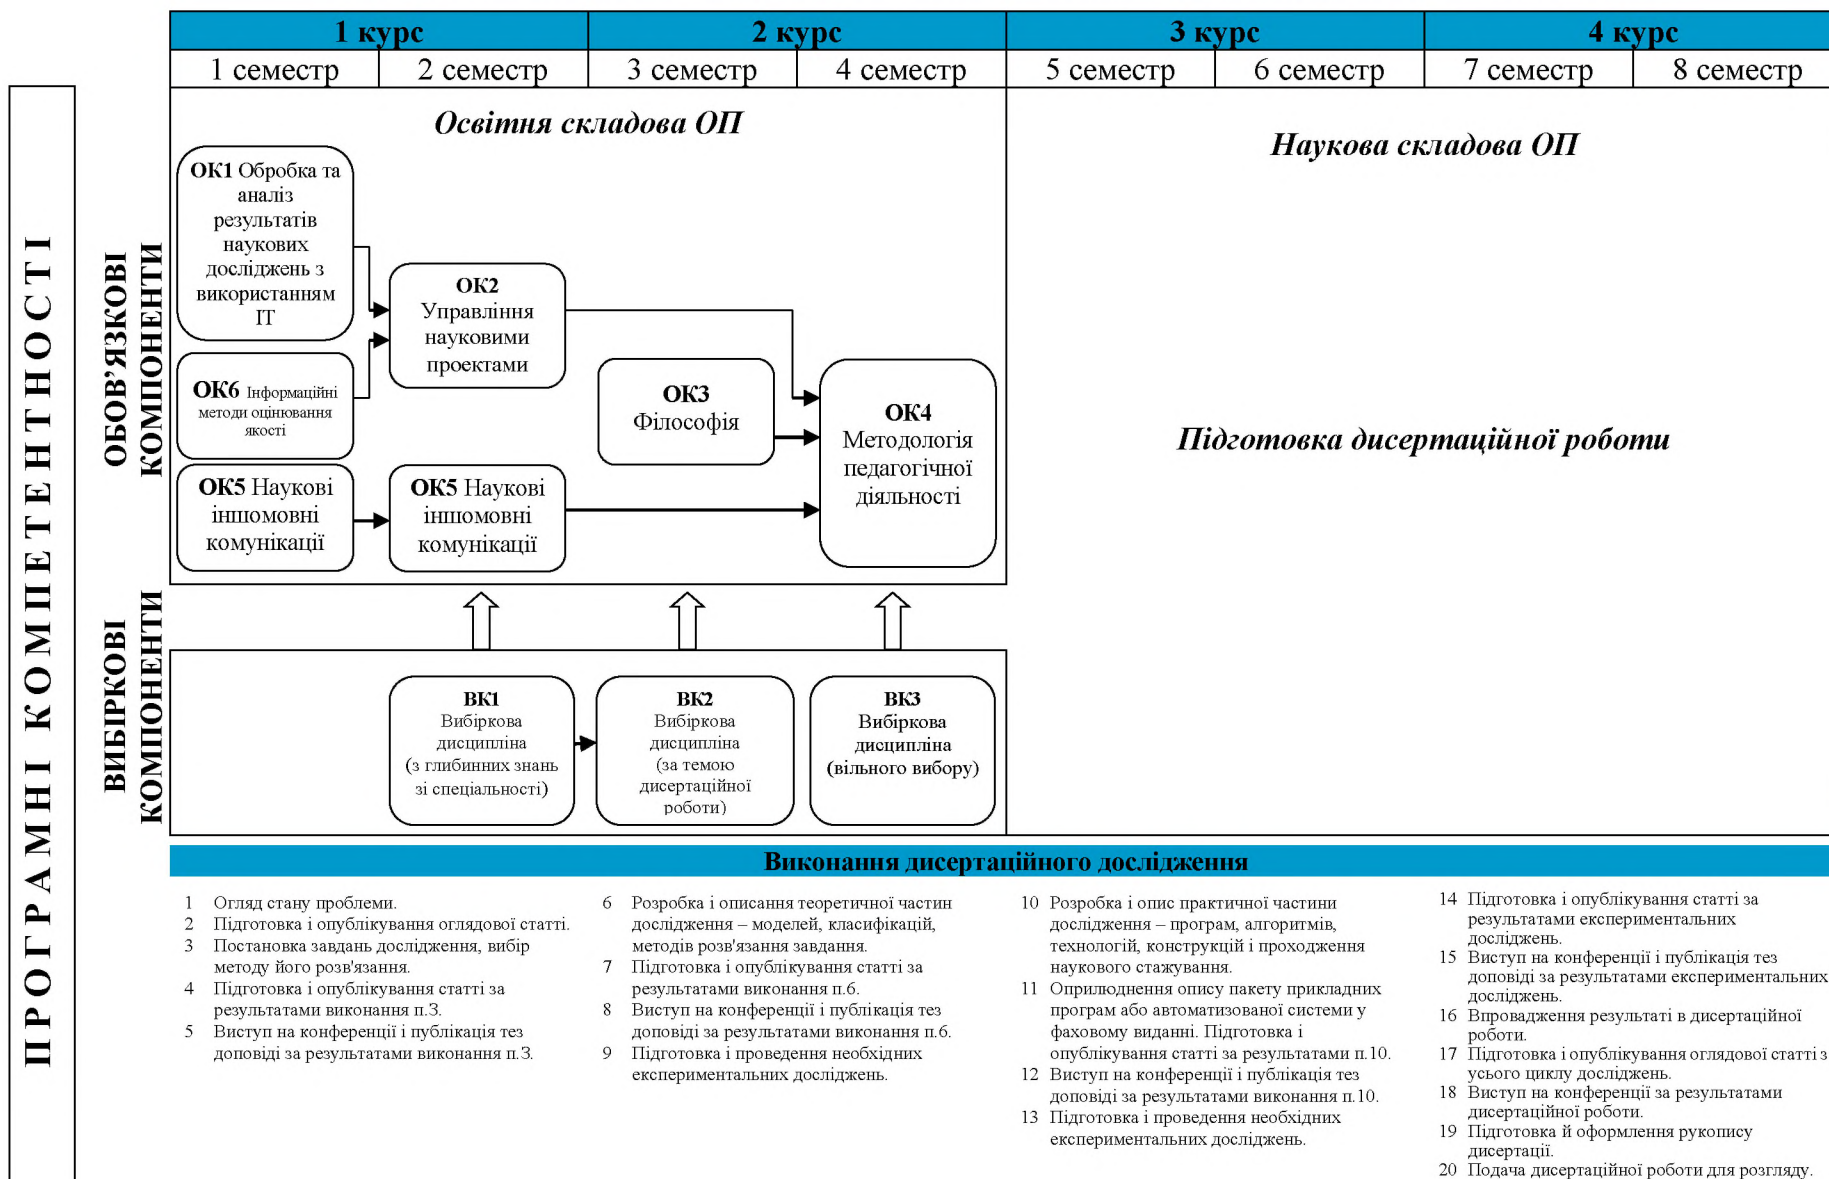 1 курс
2 курс
3 курс
4 курс
1 семестр
2 семестр
3 семестр
4 семестр
5 семестр
6 семестр
7 семестр
8 семестр
ПРОГРАМНІ КОМПЕТЕНТНОСТІ
ОБОВ’ЯЗКОВІ
КОМПОНЕНТИ
Освітня складова ОП
ОК1 Обробка та
аналіз
результатів
наукових
досліджень з
використанням
ІТ
ОК6 Інформаційні
методи оцінювання
якості
ОК5 Наукові
іншомовні
комунікації
ОК2
Управління
науковими
проектами
ОК5 Наукові
іншомовні
комунікації
ОК3
Філософія
ОК4
Методологія
педагогічної
діяльності
Наукова складова ОП
Підготовка дисертаційної роботи
ВИБІРКОВІ
КОМПОНЕНТИ
ВК1
Вибіркова
дисципліна
(з глибинних знань
зі спеціальності)
ВК2
Вибіркова
дисципліна
(за темою
дисертаційної
роботи)
ВК3
Вибіркова
дисципліна
(вільного вибору)
Виконання дисертаційного дослідження
1 Огляд стану проблеми.
2 Підготовка і опублікування оглядової статті.
3 Постановка завдань дослідження, вибір
методу його розв'язання.
4 Підготовка і опублікування статті за
результатами виконання п.3.
5 Виступ на конференції і публікація тез
доповіді за результатами виконання п.3.
6 Розробка і описання теоретичної частин
дослідження – моделей, класифікацій,
методів розв'язання завдання.
7 Підготовка і опублікування статті за
результатами виконання п.6.
8 Виступ на конференції і публікація тез
доповіді за результатами виконання п.6.
9 Підготовка і проведення необхідних
експериментальних досліджень.
10 Розробка і опис практичної частини
дослідження – програм, алгоритмів,
технологій, конструкцій і проходження
наукового стажування.
11 Оприлюднення опису пакету прикладних
програм або автоматизованої системи у
фаховому виданні. Підготовка і
опублікування статті за результатами п.10.
12 Виступ на конференції і публікація тез
доповіді за результатами виконання п.10.
13 Підготовка і проведення необхідних
експериментальних досліджень.
14 Підготовка і опублікування статті за
результатами експериментальних
досліджень.
15 Виступ на конференції і публікація тез
доповіді за результатами експериментальних
досліджень.
16 Впровадження результаті в дисертаційної
роботи.
17 Підготовка і опублікування оглядової статті з
усього циклу досліджень.
18 Виступ на конференції за результатами
дисертаційної роботи.
19 Підготовка й оформлення рукопису
дисертації.
20 Подача дисертаційної роботи для розгляду.